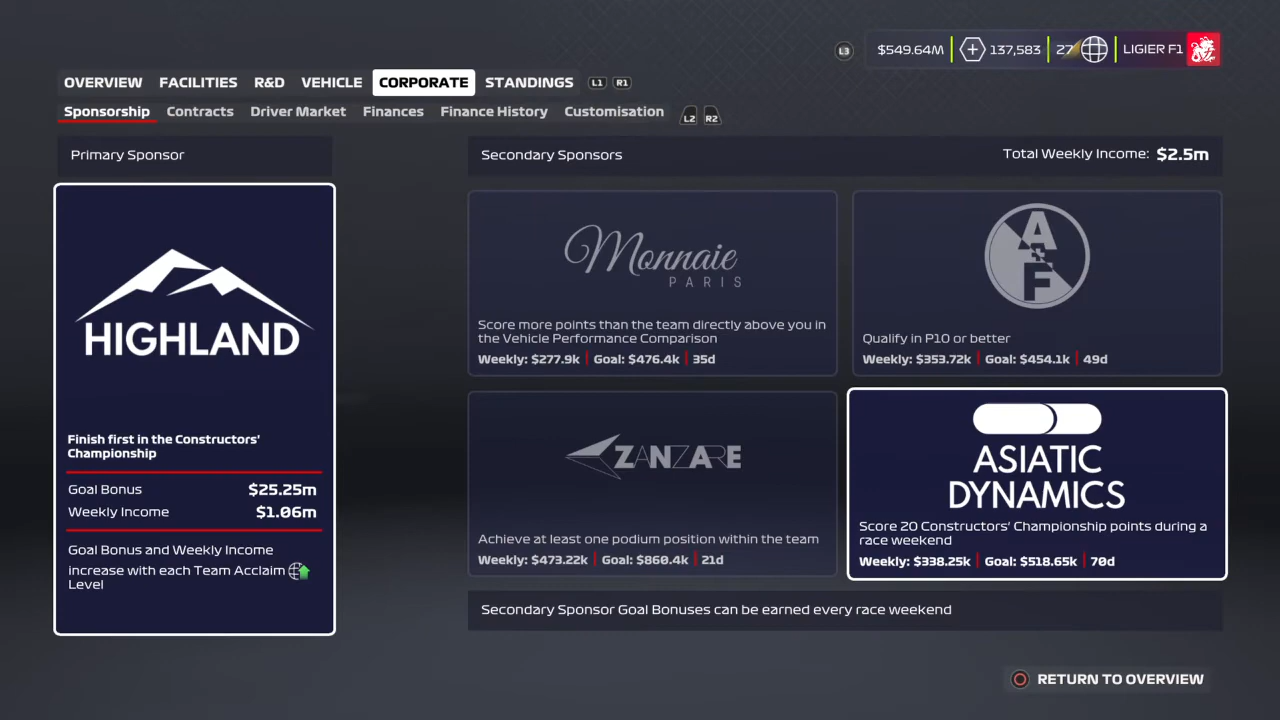 L3
$549.64M
137,583
27
LIGIER F1
OVERVIEW FACILITIES R&D VEHICLE CORPORATE STANDINGS L1 R1
Sponsorship Contracts Driver Market Finances Finance History Customisation L2 R2
Primary Sponsor
HIGHLAND
Finish first in the Constructors'
Championship
Goal Bonus $25.25m
Weekly Income $1.06m
Goal Bonus and Weekly Income
increase with each Team Acclaim
Level
Secondary Sponsors
Total Weekly Income: $2.5m
Monnaie
PARIS
Score more points than the team directly above you in
the Vehicle Performance Comparison
Weekly: $277.9k Goal: $476.4k 35d
A&F
Qualify in P10 or better
Weekly: $353.72k Goal: $454.1k 49d
ZANZARE
Achieve at least one podium position within the team
Weekly: $473.22k Goal: $860.4k 21d
ASIATIC
DYNAMICS
Score 20 Constructors' Championship points during a
race weekend
Weekly: $338.25k Goal: $518.65k 70d
Secondary Sponsor Goal Bonuses can be earned every race weekend
RETURN TO OVERVIEW